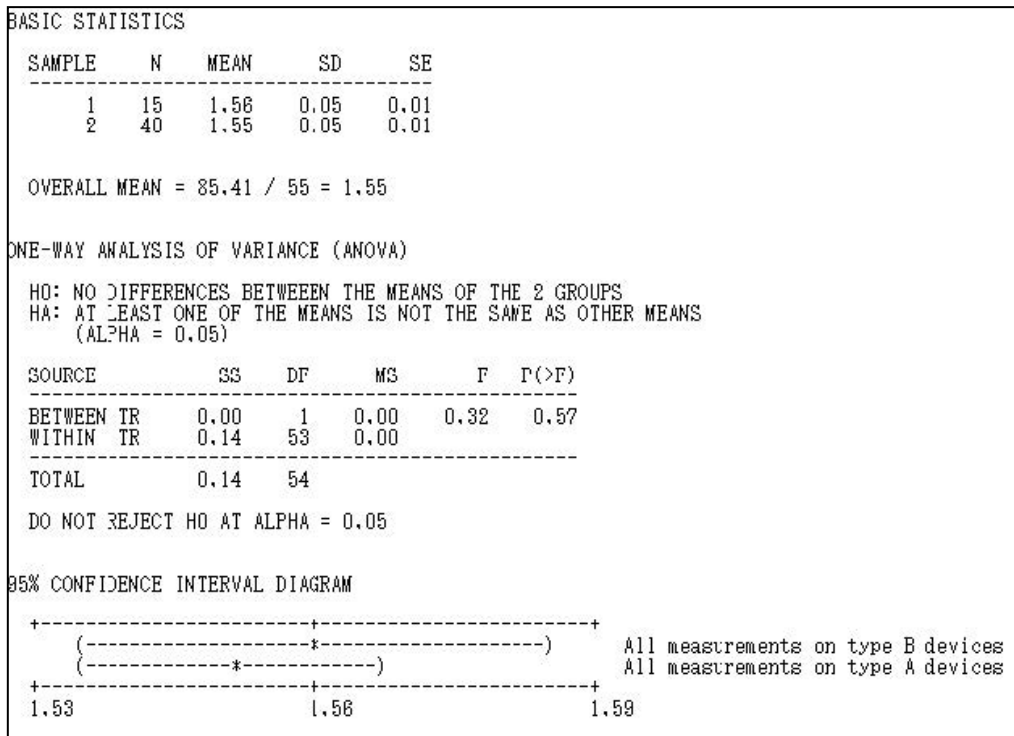 BASIC STATISTICS
SAMPLE N MEAN SD SE
-----------------------------------
1 15 1.56 0.05 0.01
2 40 1.55 0.05 0.01
OVERALL MEAN = 85.41 / 55 = 1.55
ONE-WAY ANALYSIS OF VARIANCE (ANOVA)
H0: NO DIFFERENCES BETWEEEN THE MEANS OF THE 2 GROUPS
HA: AT LEAST ONE OF THE MEANS IS NOT THE SAME AS OTHER MEANS
(ALPHA = 0.05)
SOURCE SS DF MS F P(>F)
-----------------------------------------------
BETWEEN TR 0.00 1 0.00 0.32 0.57
WITHIN TR 0.14 53 0.00
-----------------------------------------------
TOTAL 0.14 54
DO NOT REJECT H0 AT ALPHA = 0.05
95% CONFIDENCE INTERVAL DIAGRAM
+-----------------------+-----------------------+
(-------------------*-------------------) All measurements on type B devices
(------------*-----------) All measurements on type A devices
+-----------------------+-----------------------+
1.53 1.56 1.59